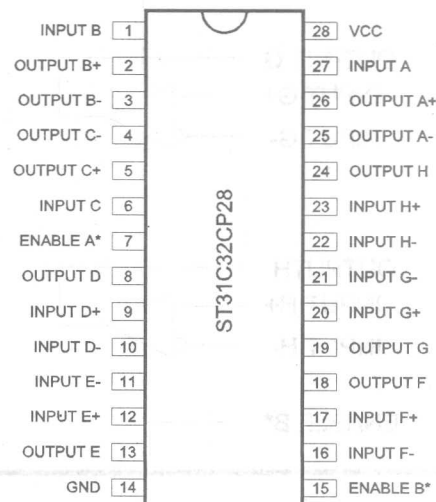 INPUT B 1 28 VCC
OUTPUT B+ 2 27 INPUT A
OUTPUT B- 3 26 OUTPUT A+
OUTPUT C- 4 25 OUTPUT A-
OUTPUT C+ 5 24 OUTPUT H
INPUT C 6 23 INPUT H+
ENABLE A* 7 22 INPUT H-
OUTPUT D 8 21 INPUT G-
INPUT D+ 9 20 INPUT G+
INPUT D- 10 19 OUTPUT G
INPUT E- 11 18 OUTPUT F
INPUT E+ 12 17 INPUT F+
OUTPUT E 13 16 INPUT F-
GND 14 15 ENABLE B*
ST31C32CP28